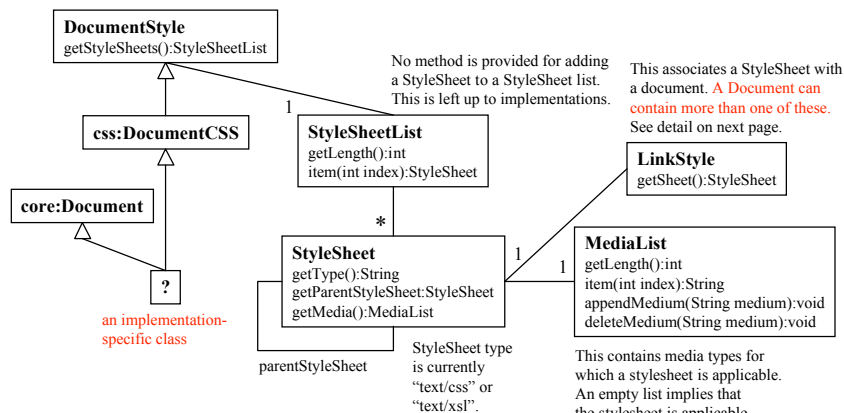 DocumentStyle
getStyleSheets():StyleSheetList
No method is provided for adding
a StyleSheet to a StyleSheet list.
This is left up to implementations.
This associates a StyleSheet with
a document. A Document can
contain more than one of these.
See detail on next page.
1
css:DocumentCSS
StyleSheetList
getLength():int
item(int index):StyleSheet
LinkStyle
getSheet():StyleSheet
core:Document
*
StyleSheet
getType():String
getParentStyleSheet:StyleSheet
getMedia():MediaList
1
1
MediaList
getLength():int
item(int index):String
appendMedium(String medium):void
deleteMedium(String medium):void
?
an implementation-
specific class
parentStyleSheet
StyleSheet type
is currently
“text/css” or
“text/xsl”.
This contains media types for
which a stylesheet is applicable.
An empty list implies that
the stylesheet is applicable